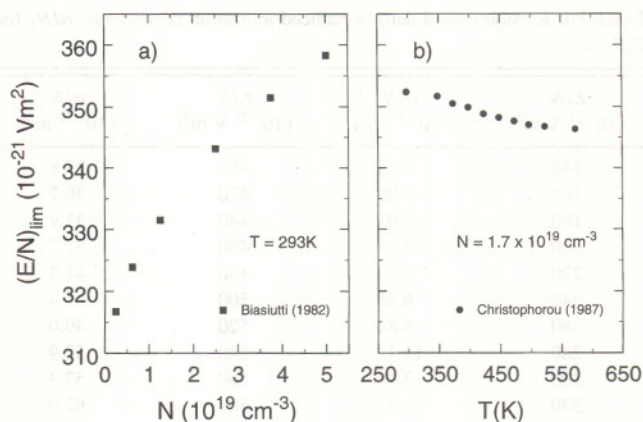 a)
b)
360
350
340
330
320
310
(E/N)lim (10-21 Vm2)
T = 293K
N = 1.7 x 1019 cm-3
Biasiutti (1982)
Christophorou (1987)
0 1 2 3 4 5
250 350 450 550 650
N (1019 cm-3)
T(K)